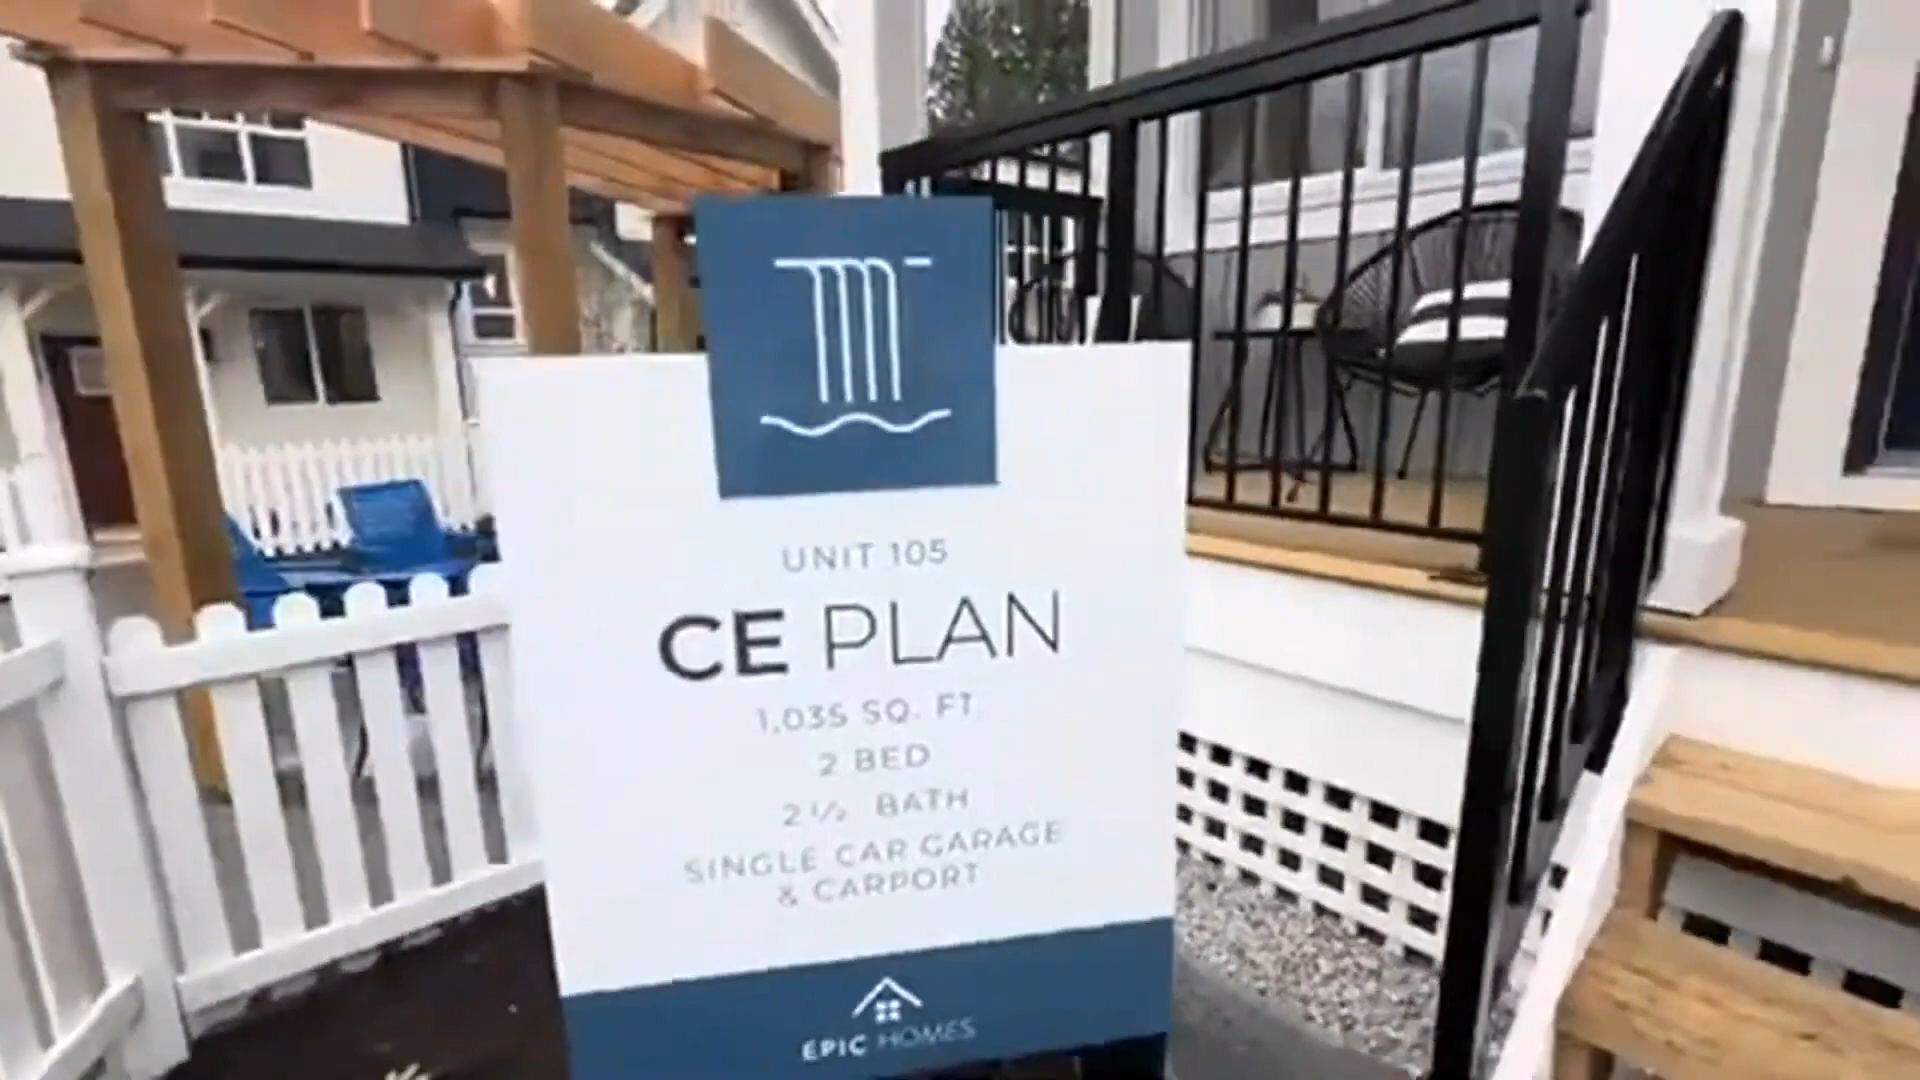 UNIT 105
CE PLAN
1,035 SQ. FT
2 BED
2 ½ BATH
SINGLE CAR GARAGE
& CARPORT
EPIC HOMES